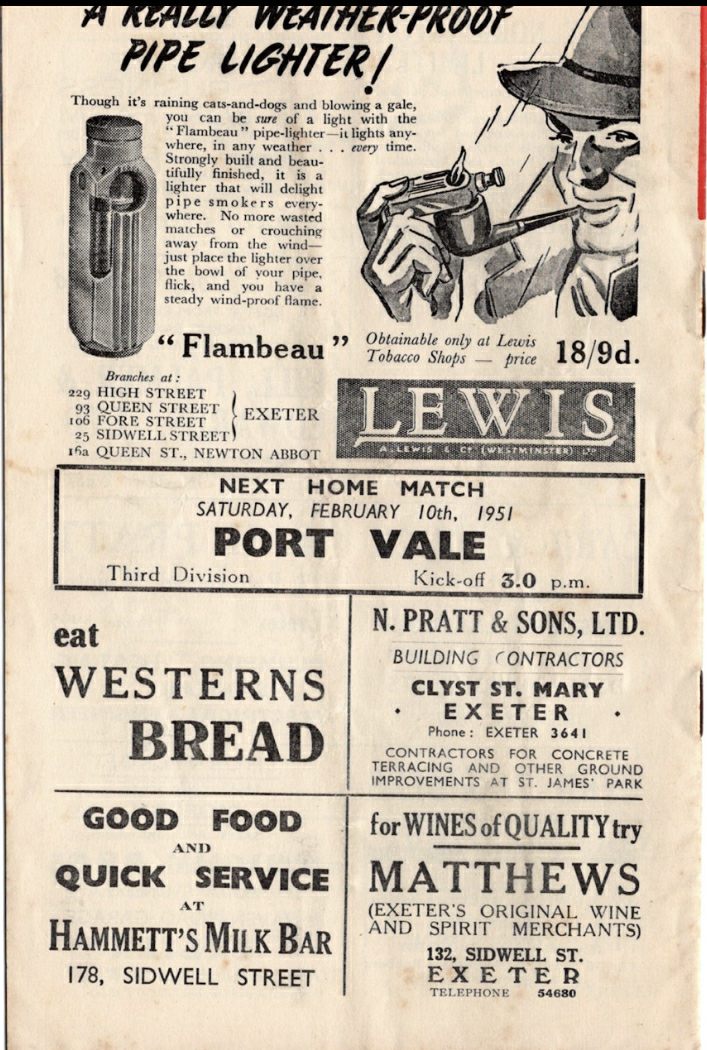 A REALLY WEATHER-PROOF
PIPE LIGHTER!
Though it's raining cats-and-dogs and blowing a gale,
you can be sure of a light with the
"Flambeau" pipe-lighter—it lights any-
where, in any weather . . . every time.
Strongly built and beau-
tifully finished, it is a
lighter that will delight
pipe smokers every-
where. No more wasted
matches or crouching
away from the wind—
just place the lighter over
the bowl of your pipe,
flick, and you have a
steady wind-proof flame.
"Flambeau"
Obtainable only at Lewis
Tobacco Shops — price 18/9d.
Branches at :
229 HIGH STREET
93 QUEEN STREET
106 FORE STREET
25 SIDWELL STREET
EXETER
16a QUEEN ST., NEWTON ABBOT
LEWIS
A. LEWIS & Cº (WESTMINSTER) LTD
NEXT HOME MATCH
SATURDAY, FEBRUARY 10th, 1951
PORT VALE
Third Division Kick-off 3.0 p.m.
eat
WESTERNS
BREAD
N. PRATT & SONS, LTD.
BUILDING CONTRACTORS
CLYST ST. MARY
• EXETER •
Phone : EXETER 3641
CONTRACTORS FOR CONCRETE
TERRACING AND OTHER GROUND
IMPROVEMENTS AT ST. JAMES' PARK
GOOD FOOD
AND
QUICK SERVICE
AT
HAMMETT'S MILK BAR
178, SIDWELL STREET
for WINES of QUALITY try
MATTHEWS
(EXETER'S ORIGINAL WINE
AND SPIRIT MERCHANTS)
132, SIDWELL ST.
EXETER
TELEPHONE 54680